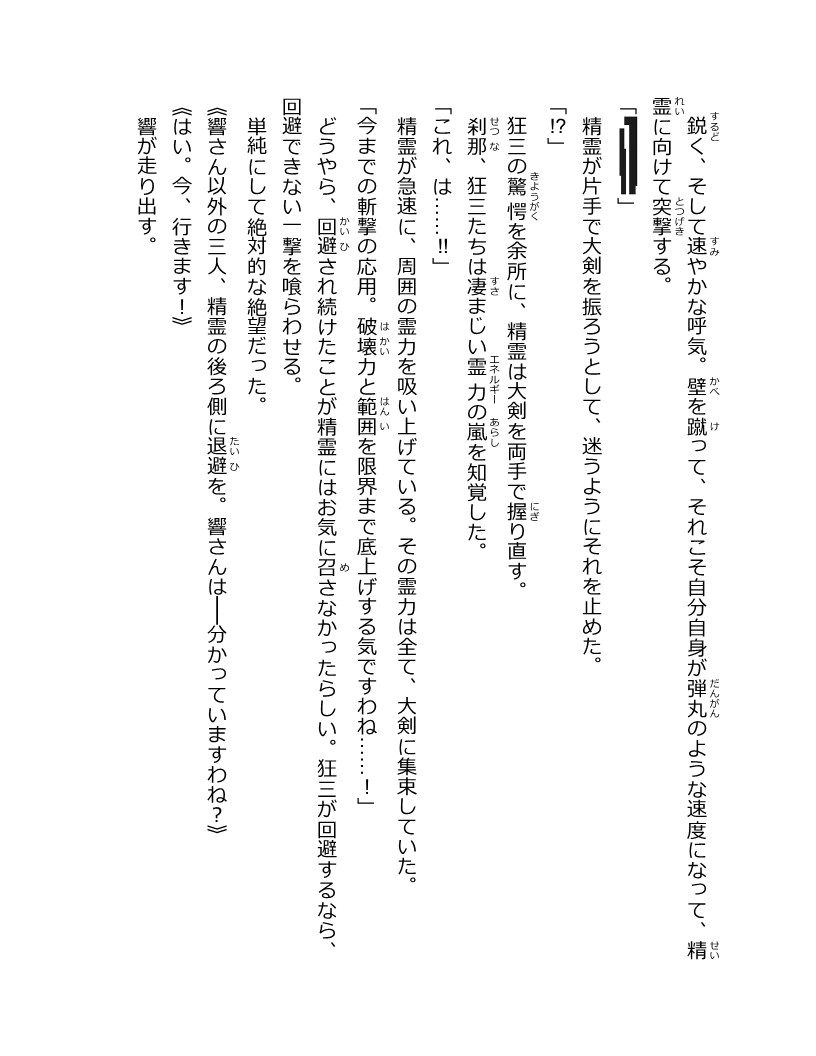 鋭く、そして速やかな呼気。壁を蹴って、それこそ自分自身が弾丸のような速度になって、精
霊に向けて突撃する。
「　」
精霊が片手で大剣を振ろうとして、迷うようにそれを止めた。
「!?」
狂三の驚愕を余所に、精霊は大剣を両手で握り直す。
刹那、狂三たちは凄まじい霊力の嵐を知覚した。
「これ、は……!!」
精霊が急速に、周囲の霊力を吸い上げている。その霊力は全て、大剣に集束していた。
「今までの斬撃の応用。破壊力と範囲を限界まで底上げする気ですわね……！」
どうやら、回避され続けたことが精霊にはお気に召さなかったらしい。狂三が回避するなら、
回避できない一撃を喰らわせる。
単純にして絶対的な絶望だった。
《響さん以外の三人、精霊の後ろ側に退避を。響さんは――分かっていますわね？》
《はい。今、行きます！》
響が走り出す。